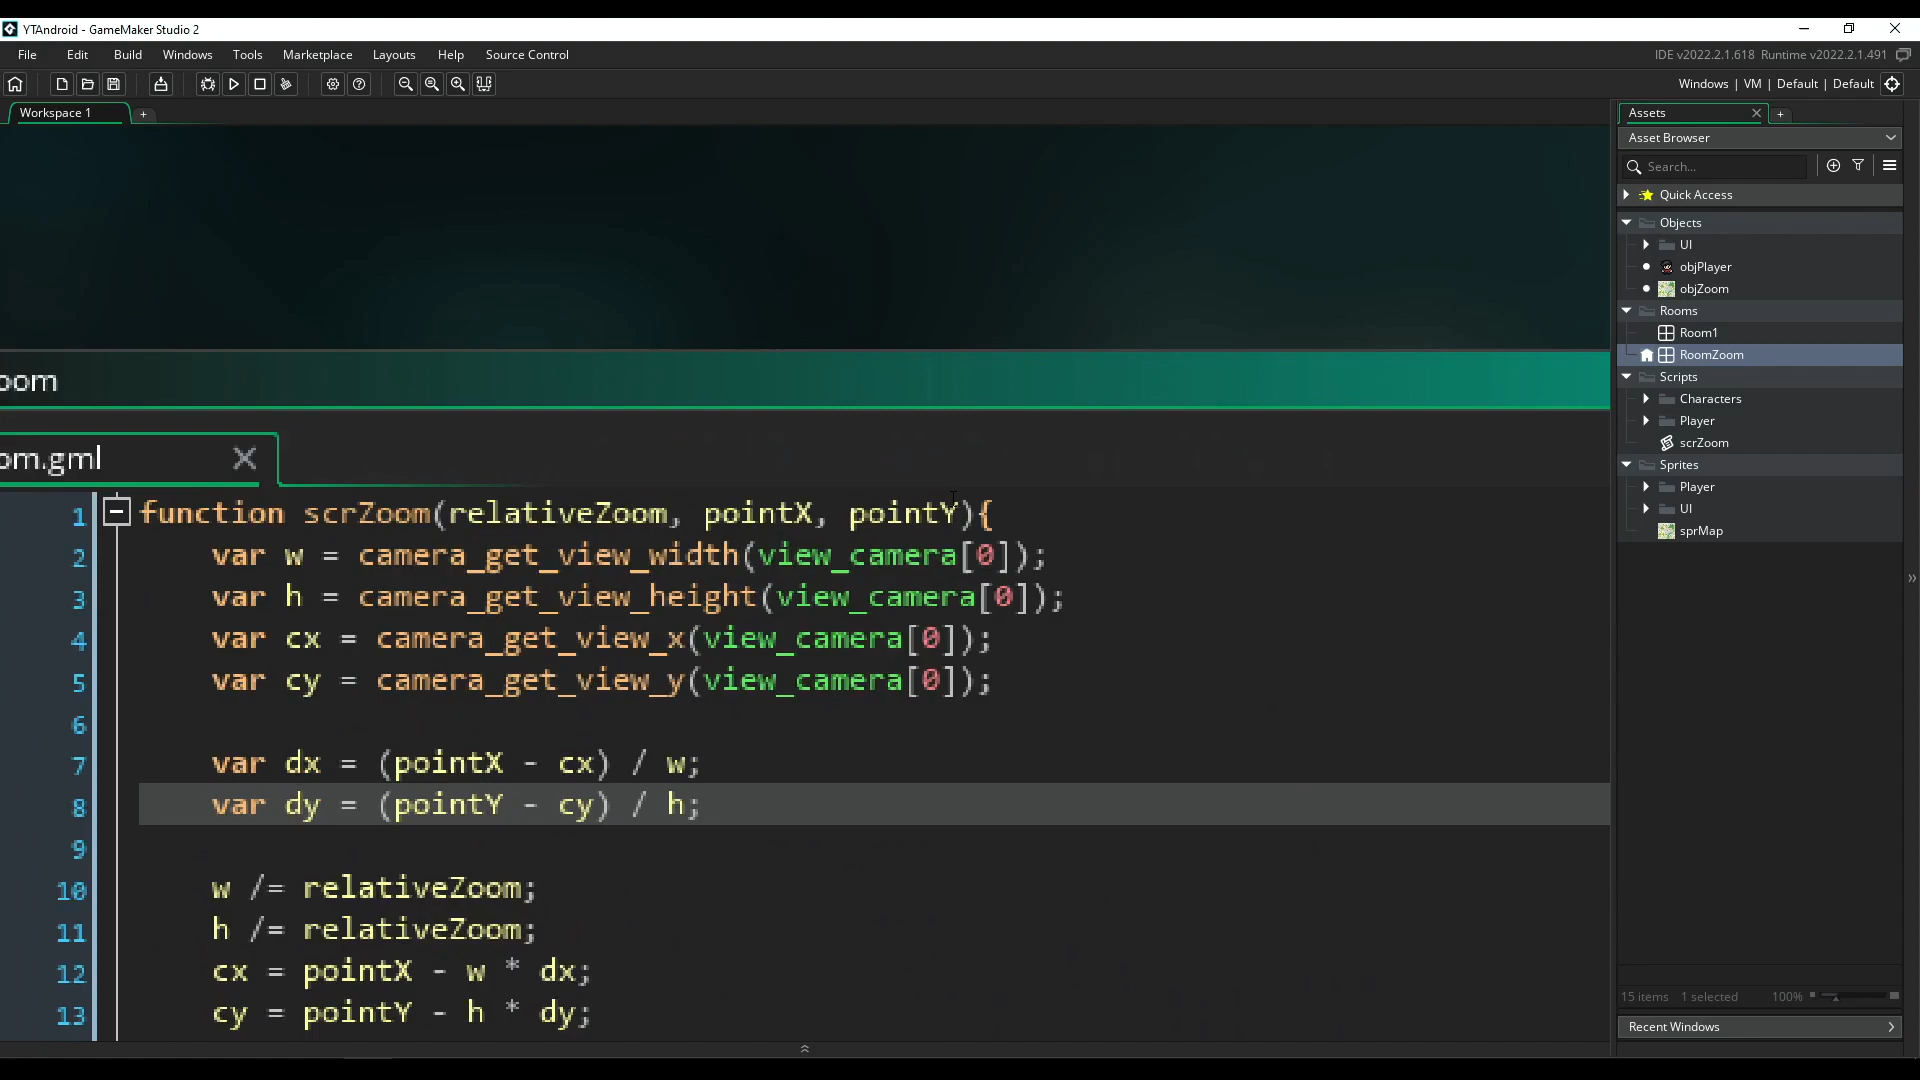 YTAndroid - GameMaker Studio 2
File Edit Build Windows Tools Marketplace Layouts Help Source Control
IDE v2022.2.1.618 Runtime v2022.2.1.491
Windows | VM | Default | Default
Workspace 1
+
oom
om.gml
1 function scrZoom(relativeZoom, pointX, pointY){
2 var w = camera_get_view_width(view_camera[0]);
3 var h = camera_get_view_height(view_camera[0]);
4 var cx = camera_get_view_x(view_camera[0]);
5 var cy = camera_get_view_y(view_camera[0]);
6
7 var dx = (pointX - cx) / w;
8 var dy = (pointY - cy) / h;
9
10 w /= relativeZoom;
11 h /= relativeZoom;
12 cx = pointX - w * dx;
13 cy = pointY - h * dy;
Assets
+
Asset Browser
Search...
Quick Access
Objects
UI
objPlayer
objZoom
Rooms
Room1
RoomZoom
Scripts
Characters
Player
scrZoom
Sprites
Player
UI
sprMap
15 items 1 selected 100%
Recent Windows